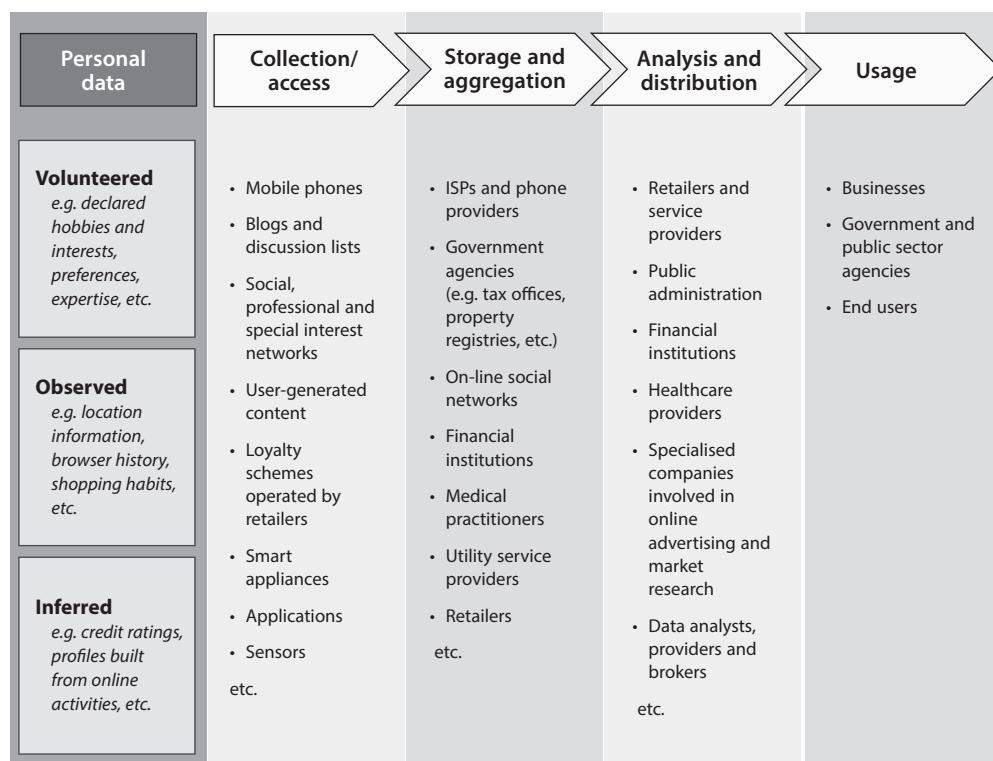 Personal
data
Collection/
access
Storage and
aggregation
Analysis and
distribution
Usage
Volunteered
e.g. declared
hobbies and
interests,
preferences,
expertise, etc.
Observed
e.g. location
information,
browser history,
shopping habits,
etc.
Inferred
e.g. credit ratings,
profiles built
from online
activities, etc.
• Mobile phones
• Blogs and
discussion lists
• Social,
professional and
special interest
networks
• User-generated
content
• Loyalty
schemes
operated by
retailers
• Smart
appliances
• Applications
• Sensors
etc.
• ISPs and phone
providers
• Government
agencies
(e.g. tax offices,
property
registries, etc.)
• On-line social
networks
• Financial
institutions
• Medical
practitioners
• Utility service
providers
• Retailers
etc.
• Retailers and
service
providers
• Public
administration
• Financial
institutions
• Healthcare
providers
• Specialised
companies
involved in
online
advertising and
market
research
• Data analysts,
providers and
brokers
etc.
• Businesses
• Government and
public sector
agencies
• End users